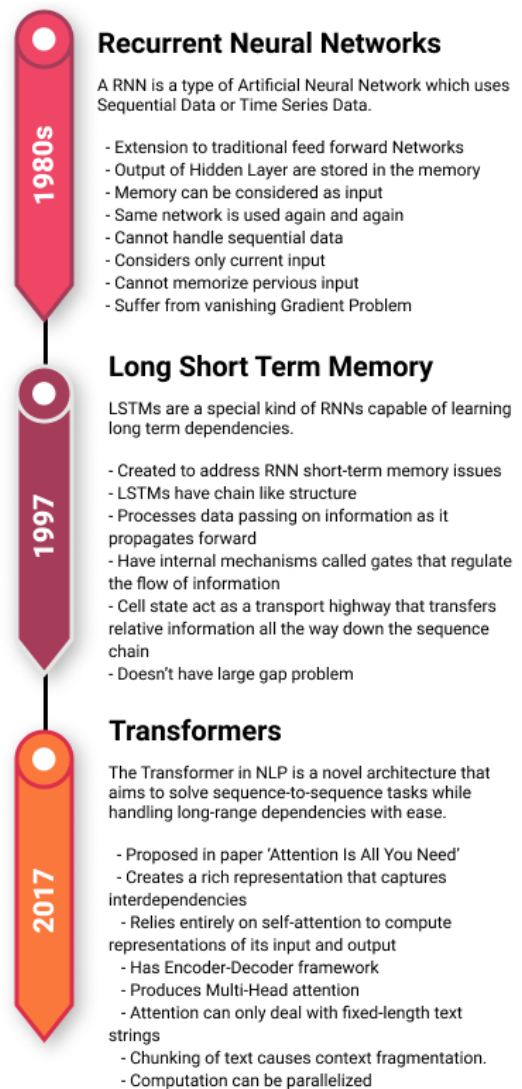 Recurrent Neural Networks
A RNN is a type of Artificial Neural Network which uses
Sequential Data or Time Series Data.
- Extension to traditional feed forward Networks
- Output of Hidden Layer are stored in the memory
- Memory can be considered as input
- Same network is used again and again
- Cannot handle sequential data
- Considers only current input
- Cannot memorize pervious input
- Suffer from vanishing Gradient Problem
1980s
Long Short Term Memory
LSTMs are a special kind of RNNs capable of learning
long term dependencies.
- Created to address RNN short-term memory issues
- LSTMs have chain like structure
- Processes data passing on information as it
propagates forward
- Have internal mechanisms called gates that regulate
the flow of information
- Cell state act as a transport highway that transfers
relative information all the way down the sequence
chain
- Doesn't have large gap problem
1997
Transformers
The Transformer in NLP is a novel architecture that
aims to solve sequence-to-sequence tasks while
handling long-range dependencies with ease.
- Proposed in paper ‘Attention Is All You Need’
- Creates a rich representation that captures
interdependencies
- Relies entirely on self-attention to compute
representations of its input and output
- Has Encoder-Decoder framework
- Produces Multi-Head attention
- Attention can only deal with fixed-length text
strings
- Chunking of text causes context fragmentation.
- Computation can be parallelized
2017